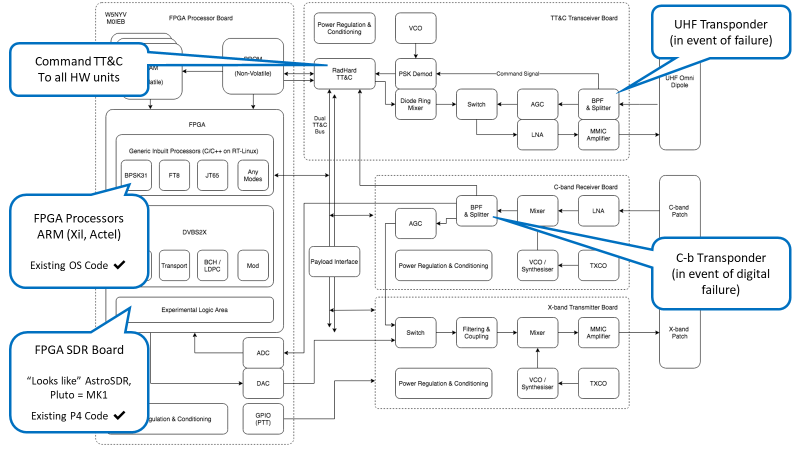 W5NYV
M0IEB
FPGA Processor Board
TT&C Transceiver Board
Command TT&C
To all HW units
(Non-Volatile)
Power Regulation &
Conditioning
VCO
RadHard
TT&C
PSK Demod
Command Signal
Diode Ring
Mixer
Switch
AGC
BPF
& Splitter
LNA
MMIC
Amplifier
UHF Omni
Dipole
UHF Transponder
(in event of failure)
Dual
TT&C
Bus
FPGA
Generic Inbuilt Processors (C/C++ on RT-Linux)
BPSK31
FT8
JT65
Any
Modes
FPGA Processors
ARM (Xil, Actel)
Existing OS Code ✔
DVBS2X
Transport
BCH /
LDPC
Mod
Experimental Logic Area
Payload Interface
C-band Receiver Board
BPF
& Splitter
Mixer
LNA
AGC
Power Regulation & Conditioning
VCO /
Synthesiser
TXCO
C-band
Patch
C-b Transponder
(in event of digital
failure)
X-band Transmitter Board
Switch
Filtering &
Coupling
Mixer
MMIC
Amplifier
Power Regulation & Conditioning
VCO /
Synthesiser
TXCO
X-band
Patch
FPGA SDR Board
“Looks like” AstroSDR,
Pluto = MK1
Existing P4 Code ✔
ADC
DAC
GPIO
(PTT)
& Conditioning